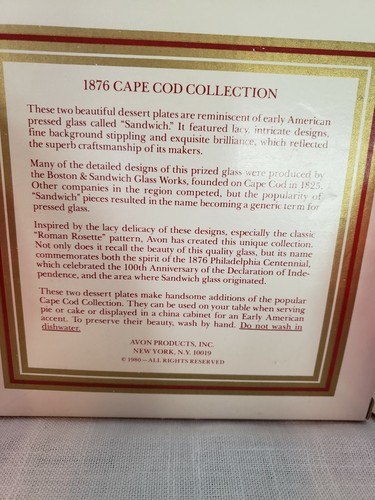 1876 CAPE COD COLLECTION
These two beautiful dessert plates are reminiscent of early American
pressed glass called "Sandwich." It featured lacy, intricate designs,
fine background stippling and exquisite brilliance, which reflected
the superb craftsmanship of its makers.
Many of the detailed designs of this prized glass were produced by
the Boston & Sandwich Glass Works, founded on Cape Cod in 1825.
Other companies in the region competed, but the popularity of
"Sandwich" pieces resulted in the name becoming a generic term for
pressed glass.
Inspired by the lacy delicacy of these designs, especially the classic
"Roman Rosette" pattern, Avon has created this unique collection.
Not only does it recall the beauty of this quality glass, but its name
commemorates both the spirit of the 1876 Philadelphia Centennial,
which celebrated the 100th Anniversary of the Declaration of Inde-
pendence, and the area where Sandwich glass originated.
These two dessert plates make handsome additions of the popular
Cape Cod Collection. They can be used on your table when serving
pie or cake or displayed in a china cabinet for an Early American
accent. To preserve their beauty, wash by hand. Do not wash in
dishwater.
AVON PRODUCTS, INC.
NEW YORK, N.Y. 10019
© 1980—ALL RIGHTS RESERVED